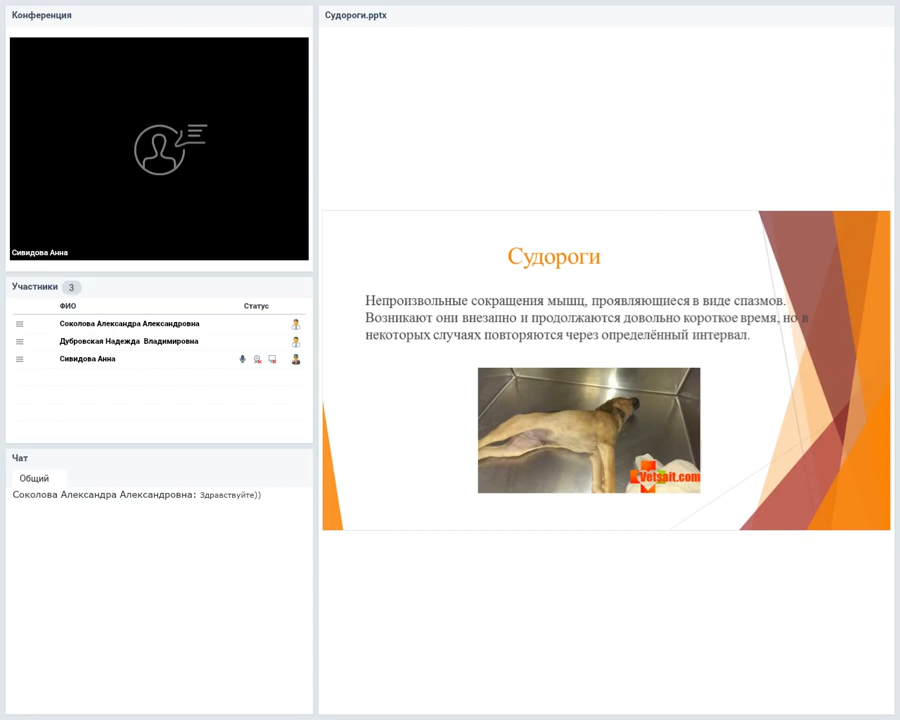 Конференция
Сивидова Анна
Участники 3
ФИО Статус
Соколова Александра Александровна
Дубровская Надежда Владимировна
Сивидова Анна
Чат
Общий
Соколова Александра Александровна: Здравствуйте))
Судороги.pptx
Судороги
Непроизвольные сокращения мышц, проявляющиеся в виде спазмов.
Возникают они внезапно и продолжаются довольно короткое время, но в
некоторых случаях повторяются через определённый интервал.
Vetsait.com